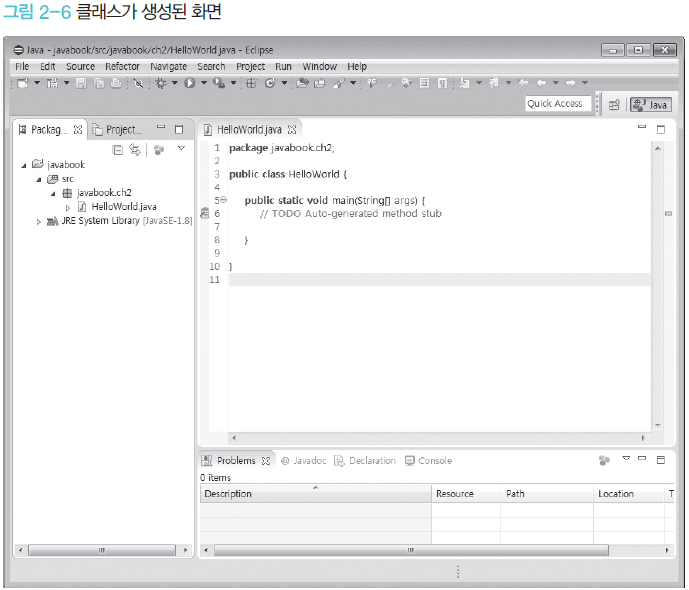 그림 2-6 클래스가 생성된 화면
Java - javabook/src/javabook/ch2/HelloWorld.java - Eclipse
File Edit Source Refactor Navigate Search Project Run Window Help
Quick Access Java
Packag... Project...
javabook
src
javabook.ch2
HelloWorld.java
JRE System Library [JavaSE-1.8]
HelloWorld.java
1 package javabook.ch2;
2
3 public class HelloWorld {
4
5 public static void main(String[] args) {
6 // TODO Auto-generated method stub
7
8 }
9
10 }
11
Problems @ Javadoc Declaration Console
0 items
Description Resource Path Location T